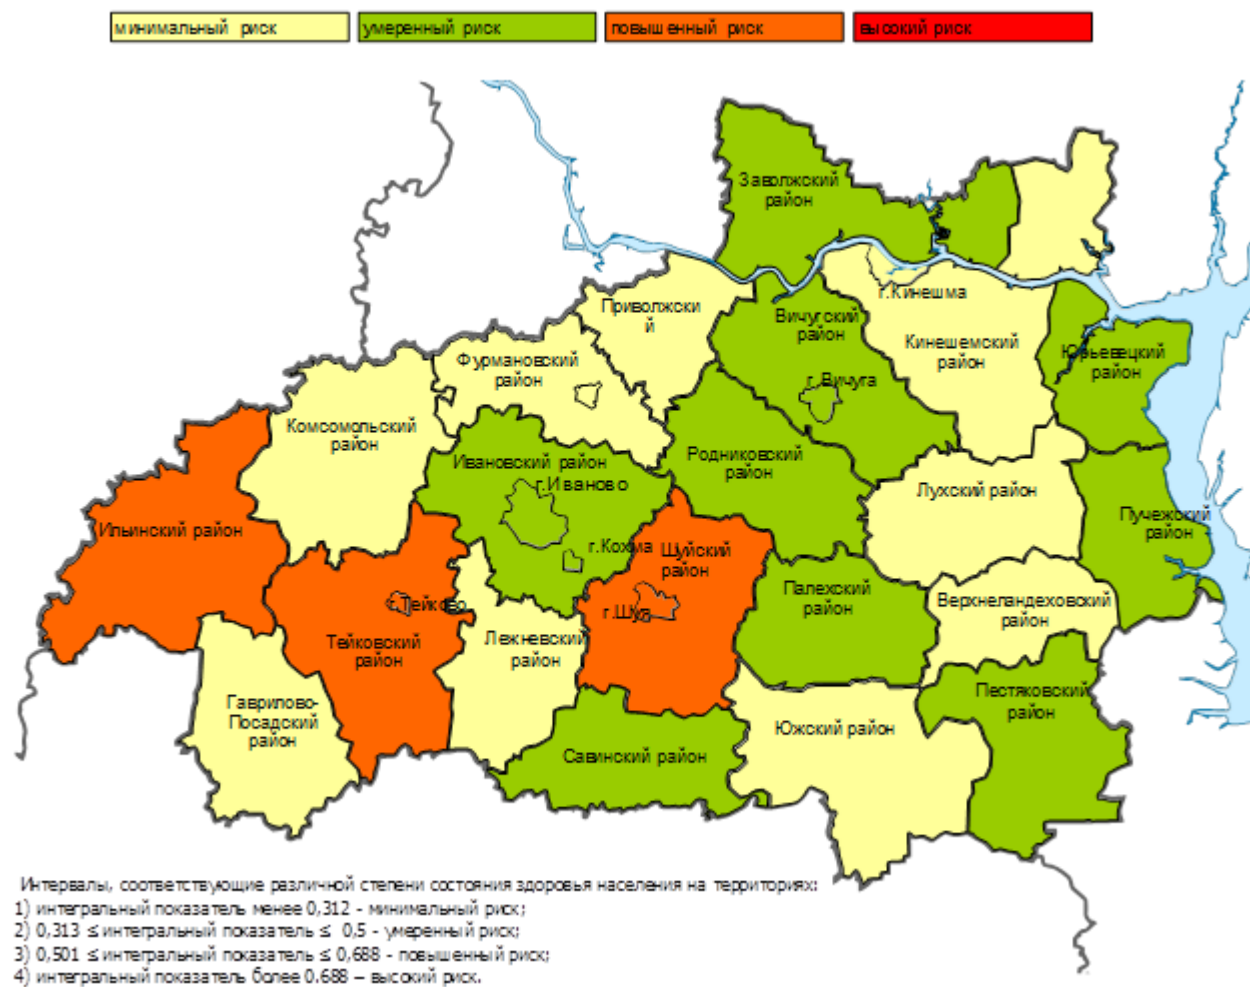 минимальный риск
умеренный риск
повышенный риск
высокий риск
Заволжский
район
Приволжски
й
г.Кинешма
Вичугский
район
Кинешемский
район
Юрьевецкий
район
Фурмановский
район
г. Вичуга
Комсомольский
район
Ивановский район
г.Иваново
Родниковский
район
Лухский район
Пучежский
район
Ильинский район
г.Кохма
Шуйский
район
Палехский
район
Верхнеландеховский
район
г.Тейково
г.Шуя
Тейковский
район
Лежневский
район
Гаврилово-
Посадский
район
Пестяковский
район
Южский район
Савинский район
Интервалы, соответствующие различной степени состояния здоровья населения на территориях:
1) интегральный показатель менее 0,312 - минимальный риск;
2) 0,313 ≤ интегральный показатель ≤ 0,5 - умеренный риск;
3) 0,501 ≤ интегральный показатель ≤ 0,688 - повышенный риск;
4) интегральный показатель более 0.688 – высокий риск.